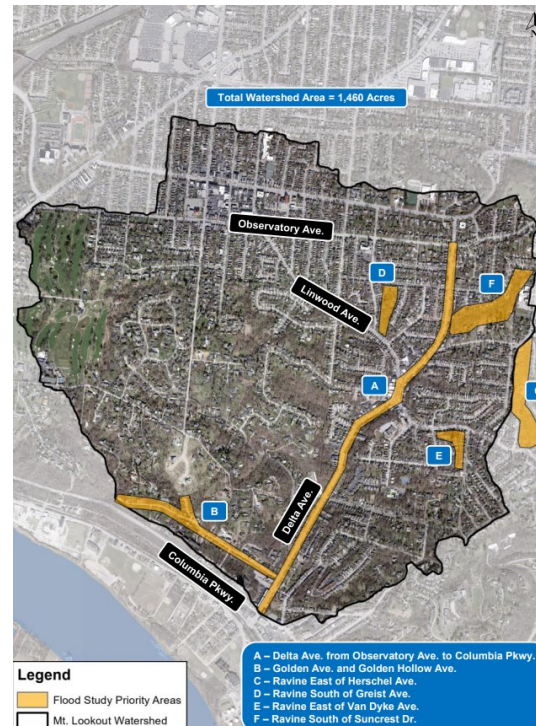 Total Watershed Area = 1,460 Acres
Observatory Ave.
D
Linwood Ave.
F
A
E
B
Delta Ave.
Columbia Pkwy.
A – Delta Ave. from Observatory Ave. to Columbia Pkwy.
B – Golden Ave. and Golden Hollow Ave.
C – Ravine East of Herschel Ave.
D – Ravine South of Greist Ave.
E – Ravine East of Van Dyke Ave.
F – Ravine South of Suncrest Dr.
Legend
Flood Study Priority Areas
Mt. Lookout Watershed